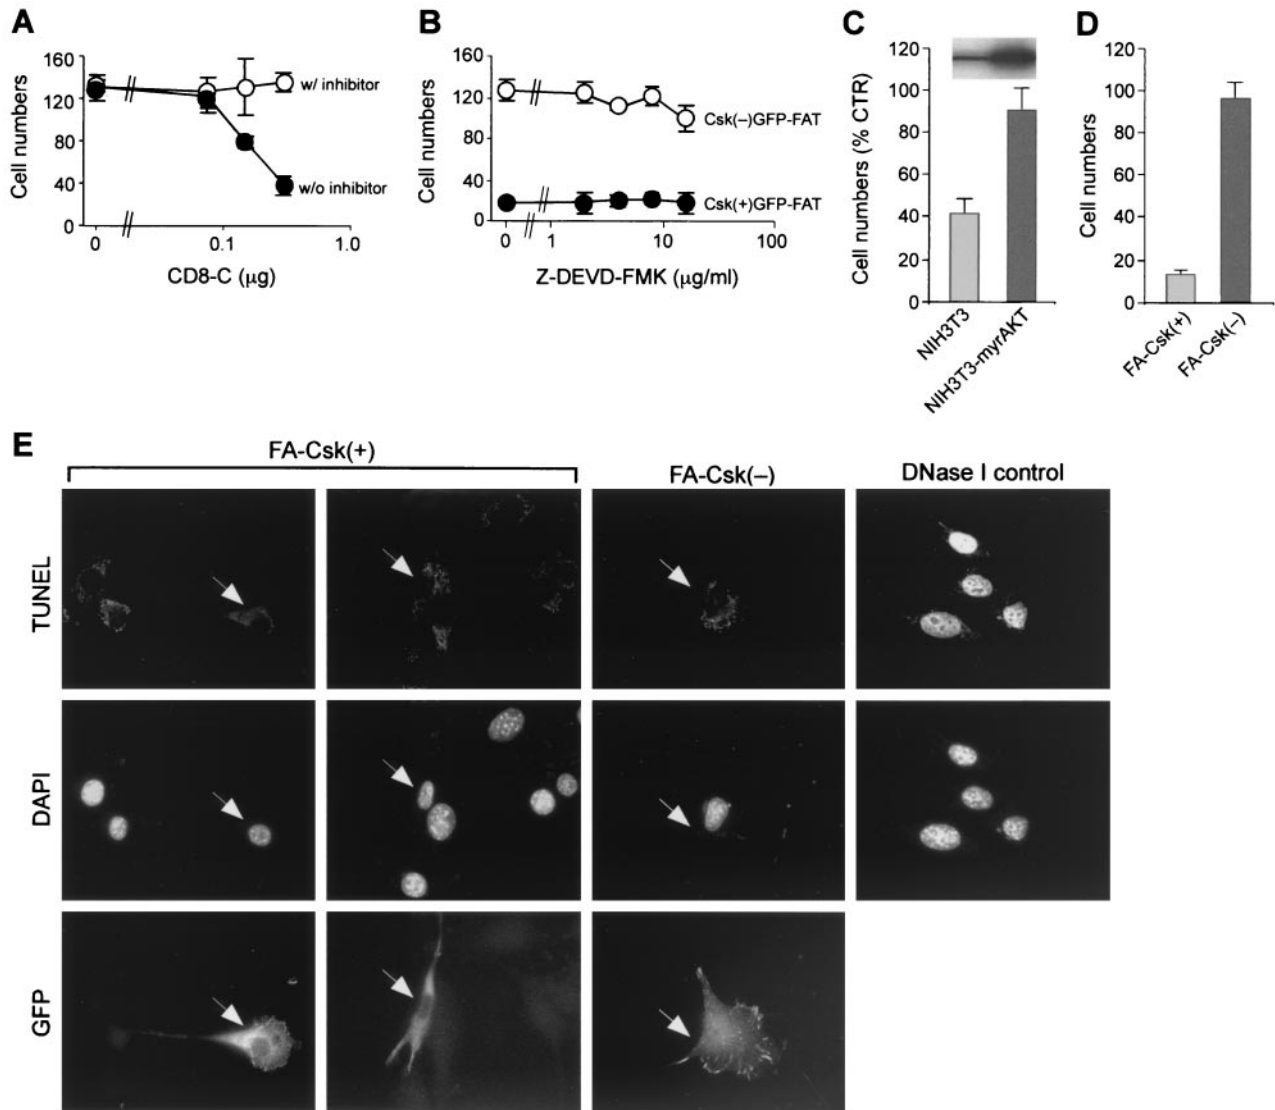 A
160
120
80
40
0
Cell numbers
w/ inhibitor
w/o inhibitor
0
0.1
1.0
CD8-C (μg)
B
160
120
80
40
0
Cell numbers
Csk(–)GFP-FAT
Csk(+)GFP-FAT
0
1
10
100
Z-DEVD-FMK (μg/ml)
C
120
100
80
60
40
20
0
Cell numbers (% CTR)
NIH3T3
NIH3T3-myrAKT
D
120
100
80
60
40
20
0
Cell numbers
FA-Csk(+)
FA-Csk(–)
E
FA-Csk(+)
FA-Csk(–)
DNase I control
TUNEL
DAPI
GFP